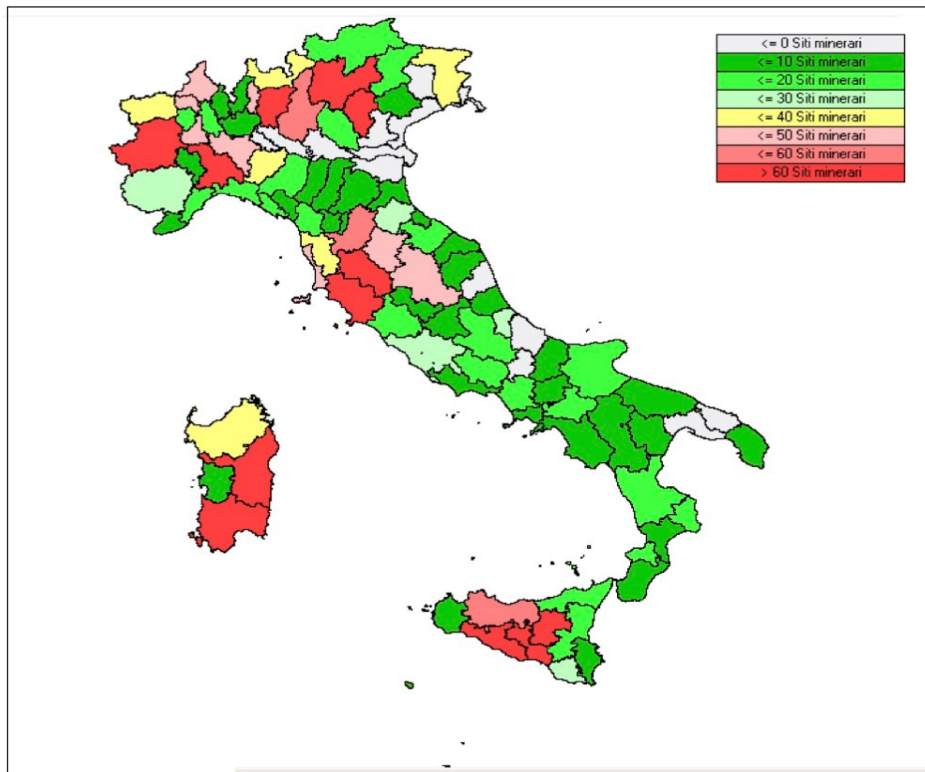 <= 0 Siti minerari
<= 10 Siti minerari
<= 20 Siti minerari
<= 30 Siti minerari
<= 40 Siti minerari
<= 50 Siti minerari
<= 60 Siti minerari
> 60 Siti minerari